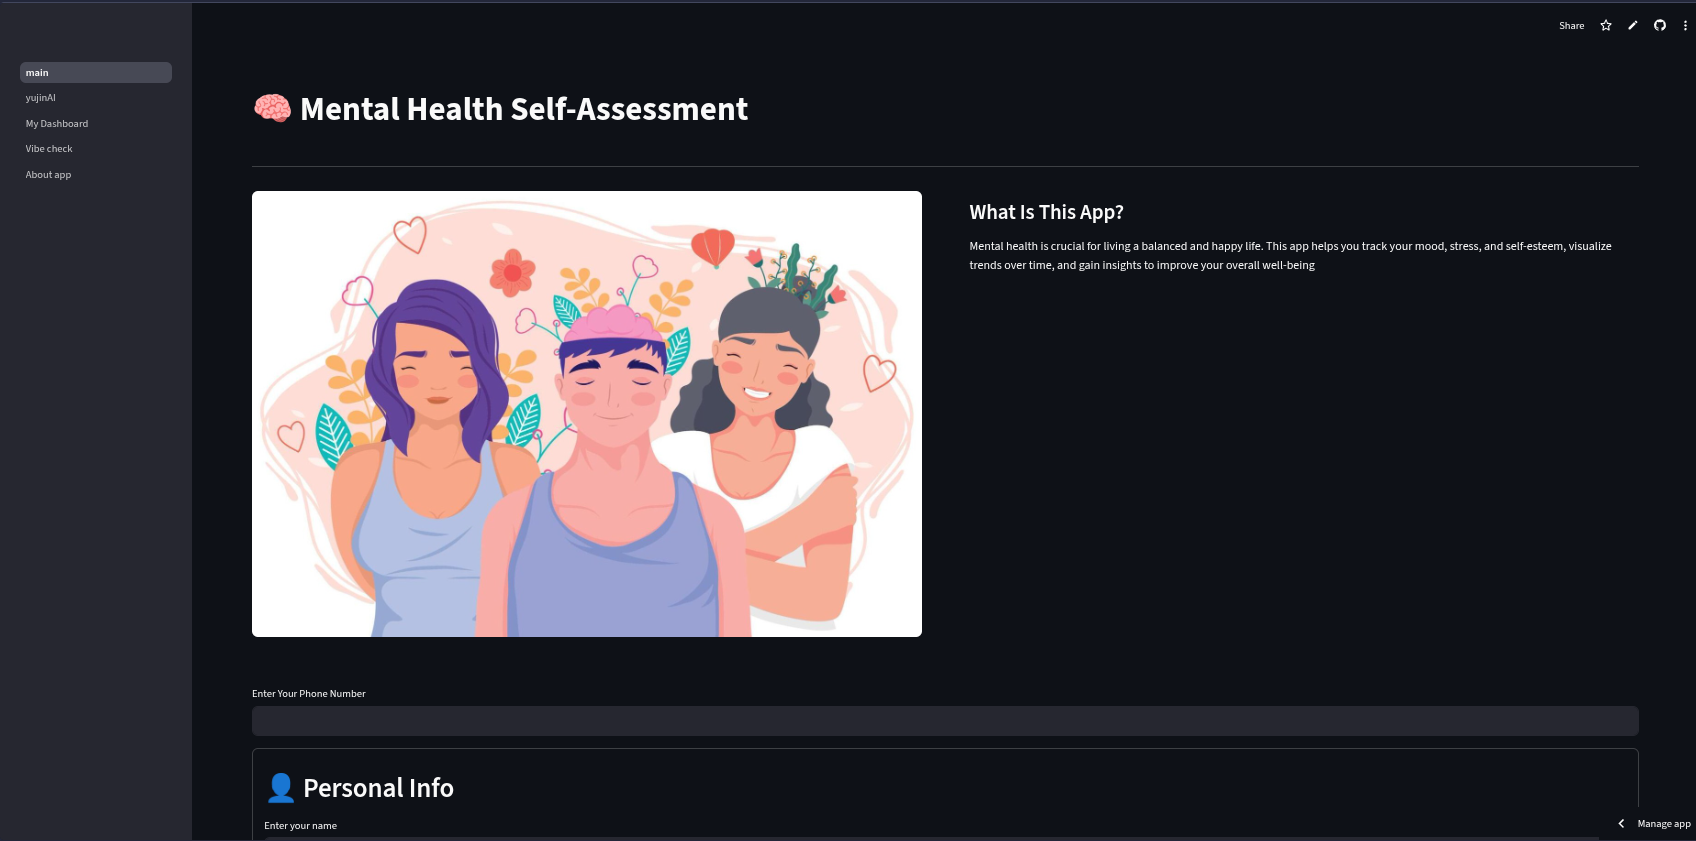 Share
main
yujinAI
My Dashboard
Vibe check
About app
Mental Health Self-Assessment
What Is This App?
Mental health is crucial for living a balanced and happy life. This app helps you track your mood, stress, and self-esteem, visualize
trends over time, and gain insights to improve your overall well-being
Enter Your Phone Number
Personal Info
Enter your name
Manage app